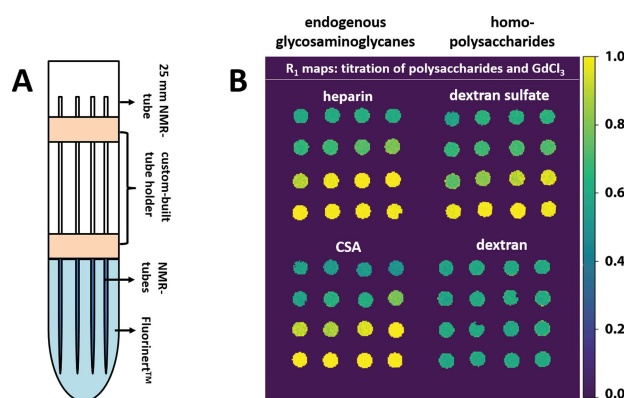 A
25 mm NMR-
tube
custom-built
tube holder
NMR-
tubes
Fluorinert™
B
endogenous
glycosaminoglycanes
homo-
polysaccharides
R₁ maps: titration of polysaccharides and GdCl₃
heparin
dextran sulfate
CSA
dextran
1.0
0.8
0.6
0.4
0.2
0.0